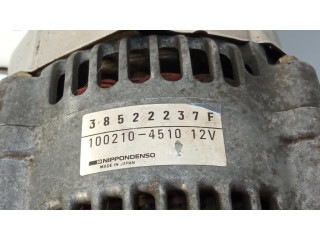 38522237F
100210-4510 12V
NIPPONDENSO
MADE IN JAPAN